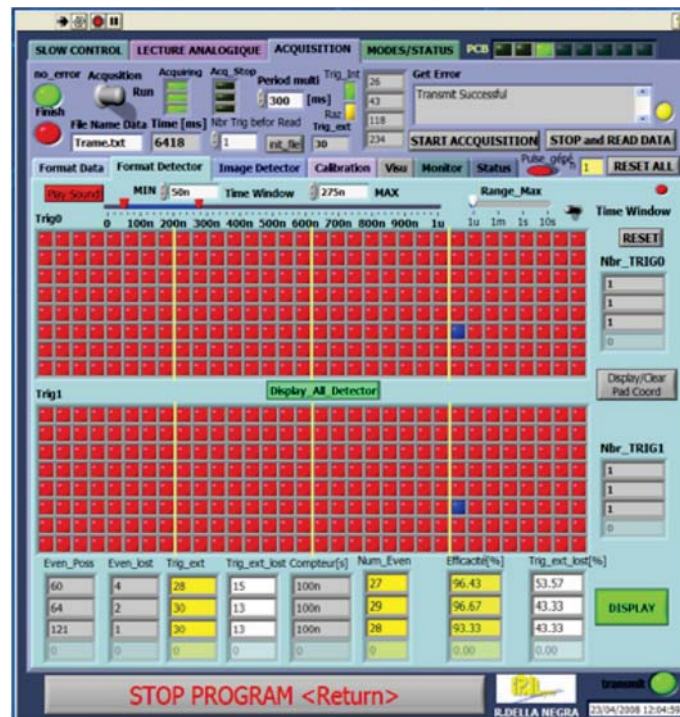 SLOW CONTROL LECTURE ANALOGIQUE ACQUISITION MODES/STATUS PCB
no_error Acquisition Acquiring Acq_Stop Period multi Trig_Int Get Error
Run 300 [ms] 26 Transmit Successful
Finish Raz 43
File Name Data Time [ms] Nbr Trig befor Read Trig_ext 118
Trame.txt 6418 1 init_file 30 234 START ACCQUISITION STOP and READ DATA
Format Data Format Detector Image Detector Calibration Visu Monitor Status Pulse_gépé 1 RESET ALL
Play Sound MIN 50n Time Window 275n MAX Range_Max
Trig0 0 100n 200n 300n 400n 500n 600n 700n 800n 900n 1u 1u 1m 1s 10s Time Window
RESET
Nbr_TRIG0
1
1
1
0
Display/Clear
Pad Coord
Trig1 Display_All_Detector
Nbr_TRIG1
1
1
1
0
Even_Poss Even_lost Trig_ext Trig_ext_lost Compteur[s] Num_Even Efficacité[%] Trig_ext_lost[%]
60 4 28 15 100n 27 96.43 53.57
64 2 30 13 100n 29 96.67 43.33 DISPLAY
121 1 30 13 100n 28 93.33 43.33
0 0 0 0 100n 0 0.00 0.00
STOP PROGRAM <Return> transmit
R.DELLA NEGRA 23/04/2008 12:04:59